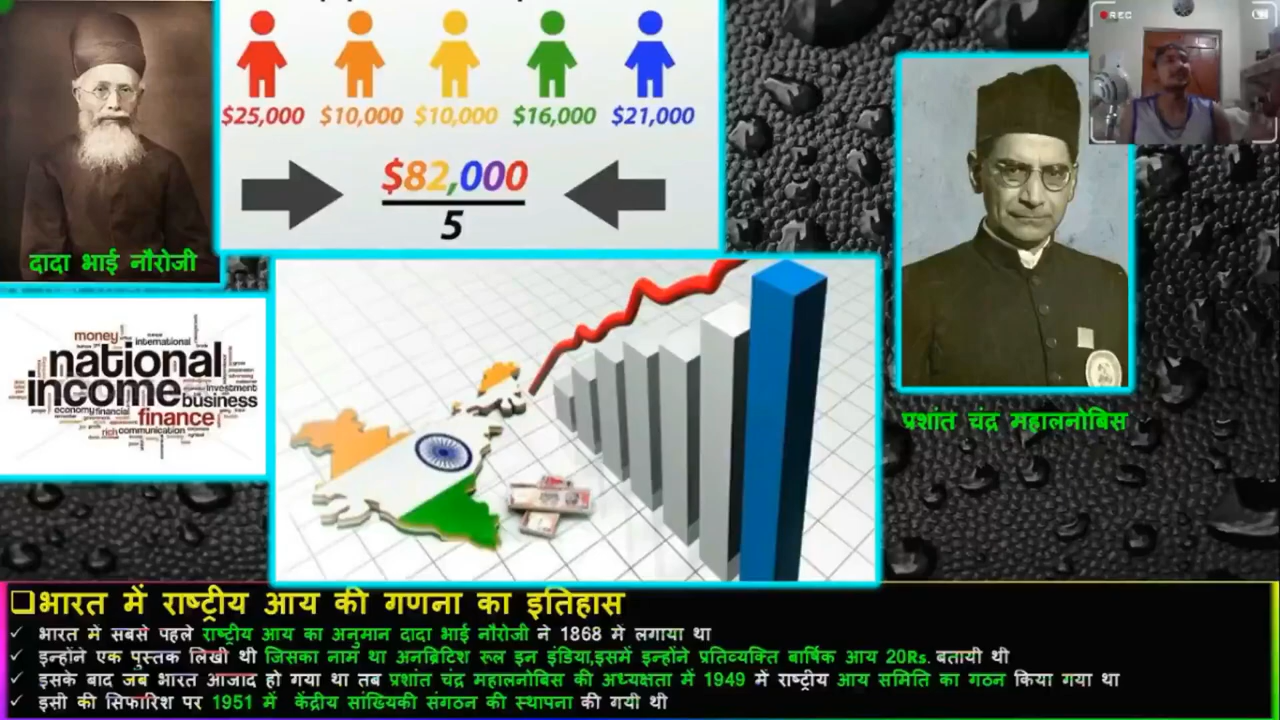 REC
$25,000 $10,000 $10,000 $16,000 $21,000
$82,000
5
दादा भाई नौरोजी
money
international
national
income
investment
business
economy financial
finance
rich communication
प्रशांत चंद्र महालनोबिस
भारत में राष्ट्रीय आय की गणना का इतिहास
✓ भारत में सबसे पहले राष्ट्रीय आय का अनुमान दादा भाई नौरोजी ने 1868 में लगाया था
✓ इन्होंने एक पुस्तक लिखी थी जिसका नाम था अनब्रिटिश रूल इन इंडिया,इसमें इन्होंने प्रतिव्यक्ति बार्षिक आय 20Rs. बतायी थी
✓ इसके बाद जब भारत आजाद हो गया था तब प्रशांत चंद्र महालनोबिस की अध्यक्षता में 1949 में राष्ट्रीय आय समिति का गठन किया गया था
✓ इसी की सिफारिश पर 1951 में केंद्रीय सांख्यिकी संगठन की स्थापना की गयी थी